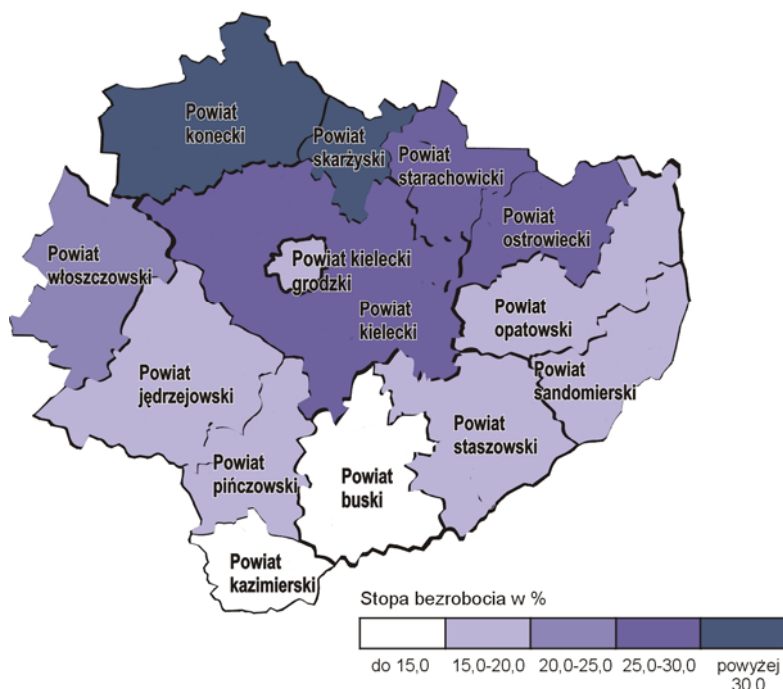 Powiat
konecki
Powiat
skarżyski
Powiat
starachowicki
Powiat
ostrowiecki
Powiat
włoszczowski
Powiat kielecki
grodzki
Powiat
kielecki
Powiat
opatowski
Powiat
jędrzejowski
Powiat
sandomierski
Powiat
staszowski
Powiat
pińczowski
Powiat
buski
Powiat
kazimierski
Stopa bezrobocia w %
do 15,0 15,0-20,0 20,0-25,0 25,0-30,0 powyżej
30,0